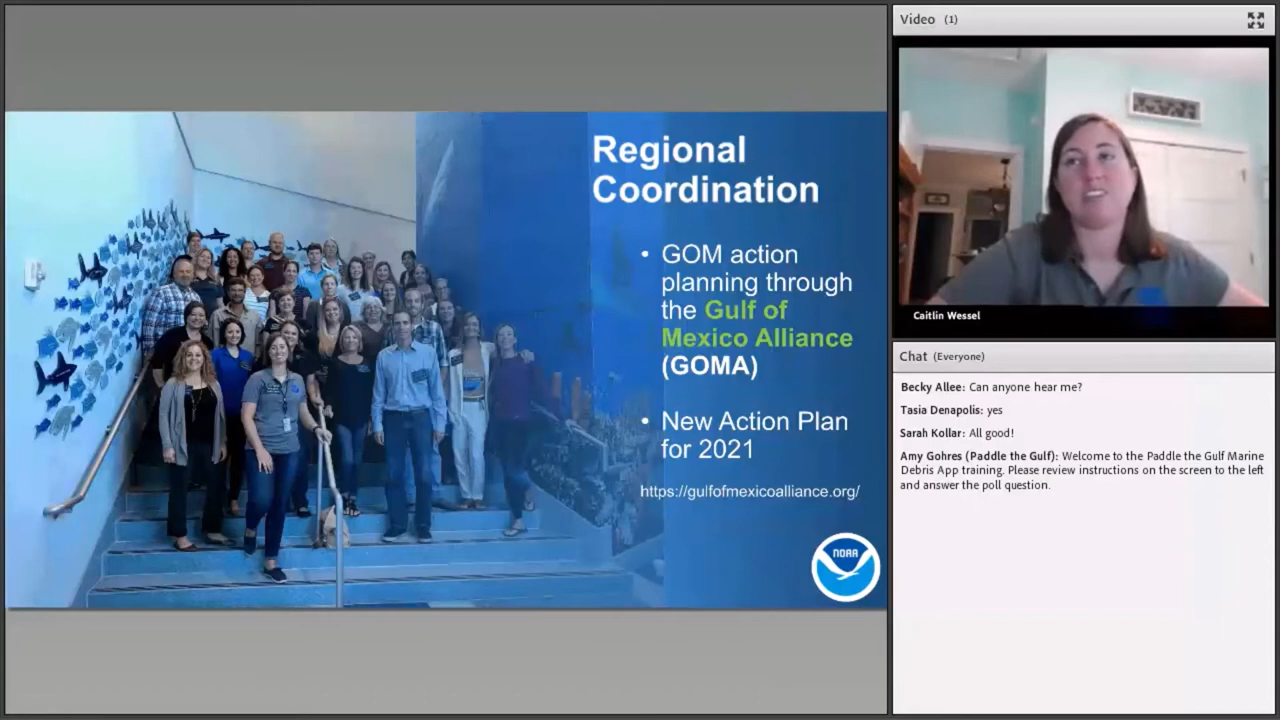 Regional
Coordination
• GOM action
planning through
the Gulf of
Mexico Alliance
(GOMA)
• New Action Plan
for 2021
https://gulfofmexicoalliance.org/
NOAA
Video (1)
Caitlin Wessel
Chat (Everyone)
Becky Allee: Can anyone hear me?
Tasia Denapolis: yes
Sarah Kollar: All good!
Amy Gohres (Paddle the Gulf): Welcome to the Paddle the Gulf Marine
Debris App training. Please review instructions on the screen to the left
and answer the poll question.